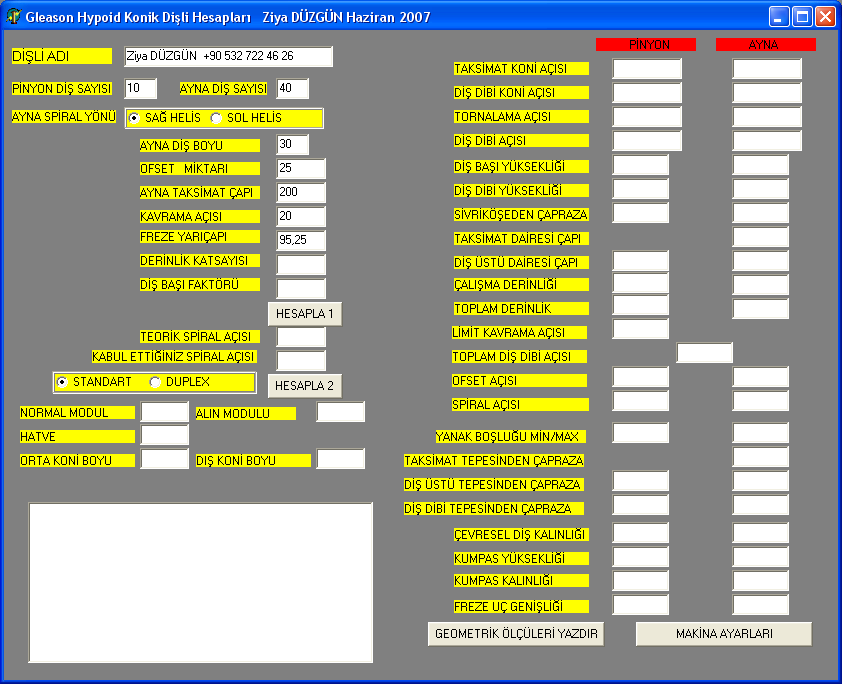 Gleason Hypoid Konik Dişli Hesapları Ziya DÜZGÜN Haziran 2007
DİŞLİ ADI Ziya DÜZGÜN +90 532 722 46 26
PİNYON DİŞ SAYISI 10 AYNA DİŞ SAYISI 40
AYNA SPİRAL YÖNÜ SAĞ HELİS SOL HELİS
AYNA DİŞ BOYU 30
OFSET MİKTARI 25
AYNA TAKSİMAT ÇAPI 200
KAVRAMA AÇISI 20
FREZE YARIÇAPI 95,25
DERİNLİK KATSAYISI
DİŞ BAŞI FAKTÖRÜ
HESAPLA 1
TEORİK SPİRAL AÇISI
KABUL ETTİĞİNİZ SPİRAL AÇISI
STANDART DUPLEX HESAPLA 2
NORMAL MODUL ALIN MODULU
HATVE
ORTA KONİ BOYU DIŞ KONİ BOYU
PİNYON AYNA
TAKSİMAT KONİ AÇISI
DİŞ DİBİ KONİ AÇISI
TORNALAMA AÇISI
DİŞ DİBİ AÇISI
DİŞ BAŞI YÜKSEKLİĞİ
DİŞ DİBİ YÜKSEKLİĞİ
SİVRİKÖŞEDEN ÇAPRAZA
TAKSİMAT DAİRESİ ÇAPI
DİŞ ÜSTÜ DAİRESİ ÇAPI
ÇALIŞMA DERİNLİĞİ
TOPLAM DERİNLİK
LİMİT KAVRAMA AÇISI
TOPLAM DİŞ DİBİ AÇISI
OFSET AÇISI
SPİRAL AÇISI
YANAK BOŞLUĞU MİN/MAX
TAKSİMAT TEPESİNDEN ÇAPRAZA
DİŞ ÜSTÜ TEPESİNDEN ÇAPRAZA
DİŞ DİBİ TEPESİNDEN ÇAPRAZA
ÇEVRESEL DİŞ KALINLIĞI
KUMPAS YÜKSEKLİĞİ
KUMPAS KALINLIĞI
FREZE UÇ GENİŞLİĞİ
GEOMETRİK ÖLÇÜLERİ YAZDIR MAKİNA AYARLARI